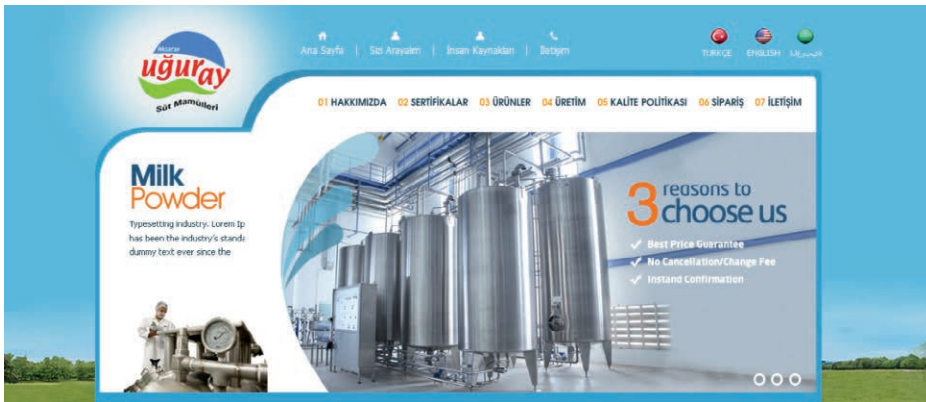 Aksaray
uğuray
Süt Mamülleri
Ana Sayfa | Sizi Arayalım | İnsan Kaynakları | İletişim
TÜRKÇE ENGLISH
01 HAKKIMIZDA 02 SERTİFİKALAR 03 ÜRÜNLER 04 ÜRETİM 05 KALİTE POLİTİKASI 06 SİPARİŞ 07 İLETİŞİM
Milk
Powder
Typesetting industry. Lorem Ip
has been the industry's standa
dummy text ever since the
3 reasons to
choose us
Best Price Guerantee
No Cancellation/Change Fee
Instand Confirmation